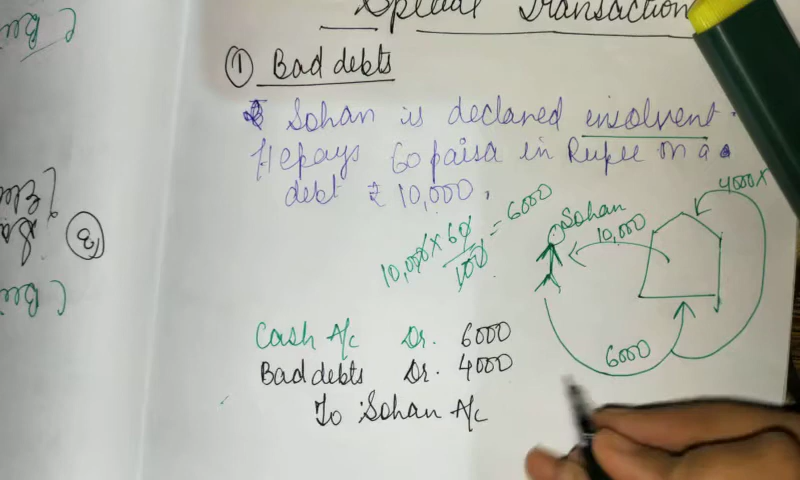 Special Transaction
① Bad debts
Sohan is declared insolvent.
He pays 60 paisa in Rupee on a
debt ₹ 10,000.
10,000 × 60/100 = 6000
Sohan
10,000
4000 X
6000
Cash A/c Dr. 6000
Bad debts Dr. 4000
To Sohan A/c
③